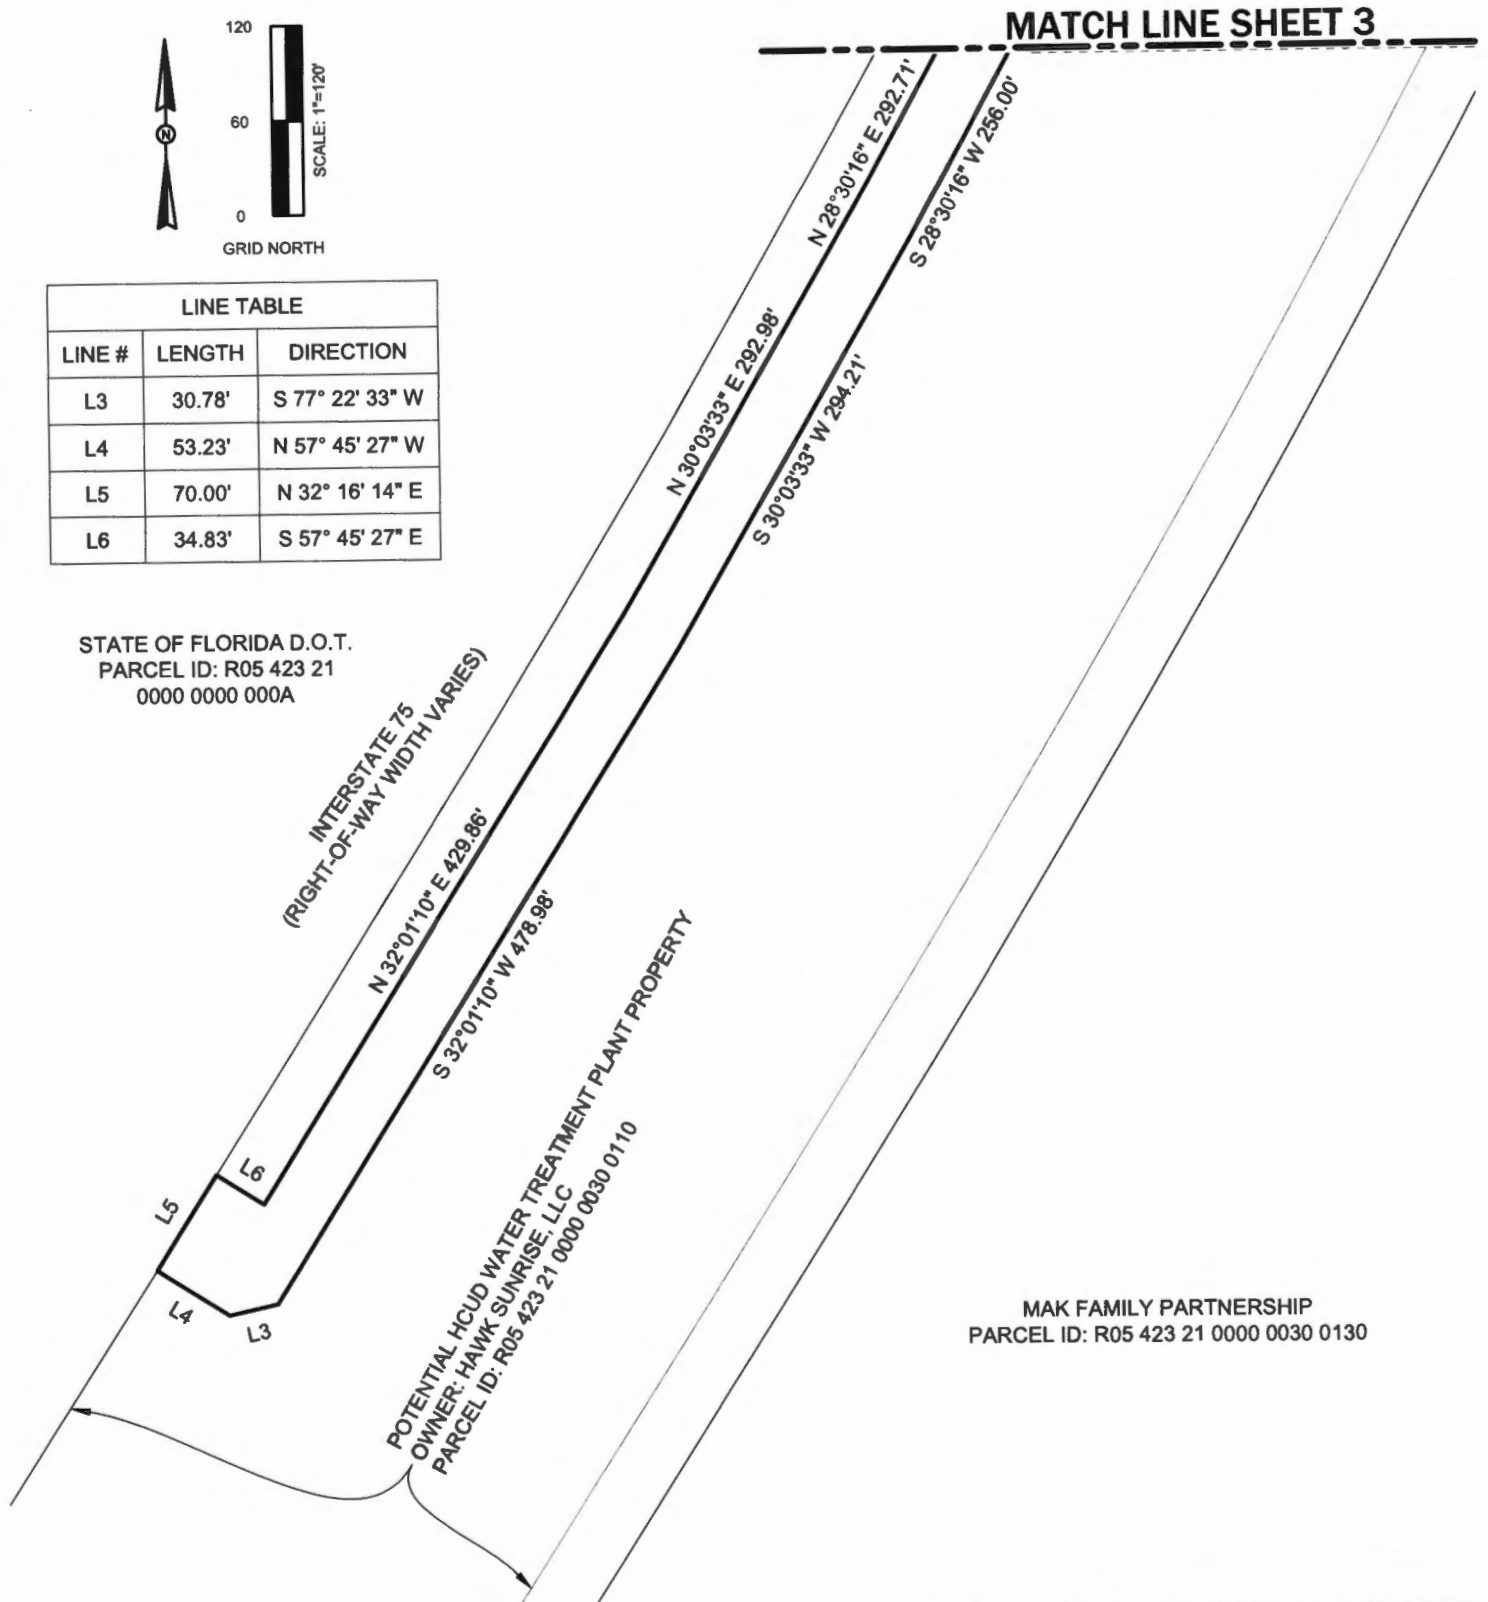 MATCH LINE SHEET 3
120
60
0
SCALE: 1"=120'
N
GRID NORTH
LINE TABLE
LINE # LENGTH DIRECTION
L3 30.78' S 77° 22' 33" W
L4 53.23' N 57° 45' 27" W
L5 70.00' N 32° 16' 14" E
L6 34.83' S 57° 45' 27" E
N 28°30'16" E 292.71'
S 28°30'16" W 256.00'
N 30°03'33" E 292.98'
S 30°03'33" W 294.21'
STATE OF FLORIDA D.O.T.
PARCEL ID: R05 423 21
0000 0000 000A
INTERSTATE 75
(RIGHT-OF-WAY WIDTH VARIES)
N 32°01'10" E 429.86'
S 32°01'10" W 478.98'
L6
L5
L4
L3
POTENTIAL HCUD WATER TREATMENT PLANT PROPERTY
OWNER: HAWK SUNRISE, LLC
PARCEL ID: R05 423 21 0000 0030 0110
MAK FAMILY PARTNERSHIP
PARCEL ID: R05 423 21 0000 0030 0130